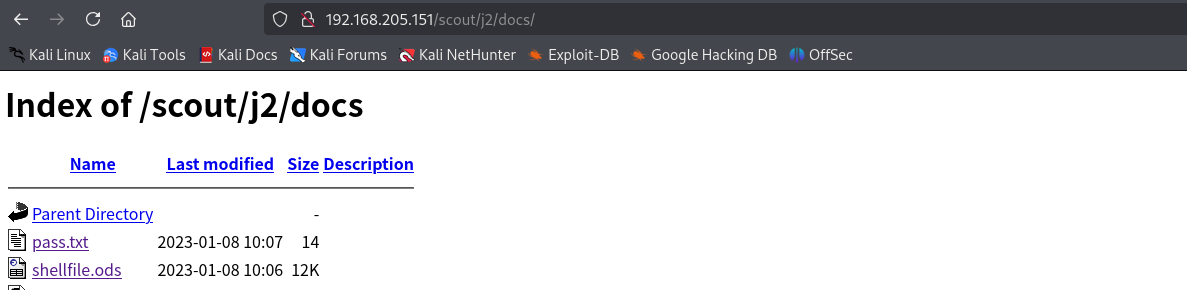 192.168.205.151/scout/j2/docs/
Kali Linux Kali Tools Kali Docs Kali Forums Kali NetHunter Exploit-DB Google Hacking DB OffSec
Index of /scout/j2/docs
Name Last modified Size Description
Parent Directory -
pass.txt 2023-01-08 10:07 14
shellfile.ods 2023-01-08 10:06 12K